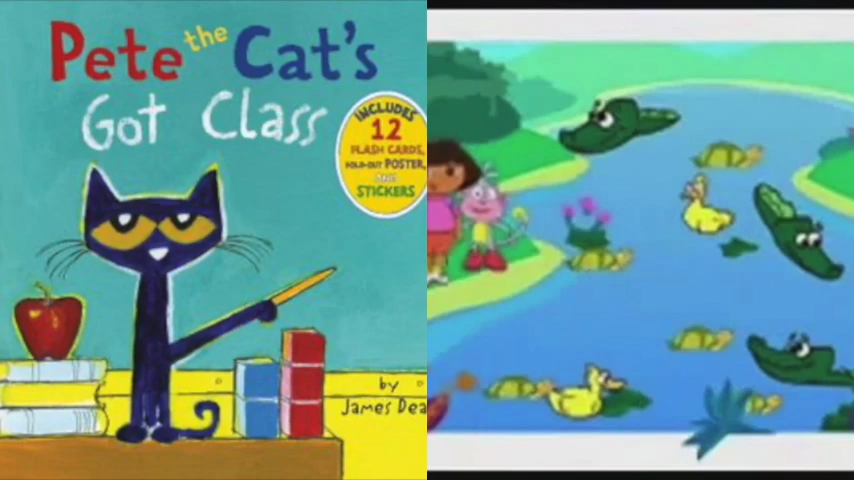 Pete the Cat's
Got Class
INCLUDES
12
FLASH CARDS,
FOLD-OUT POSTER,
AND
STICKERS
by
James Dea